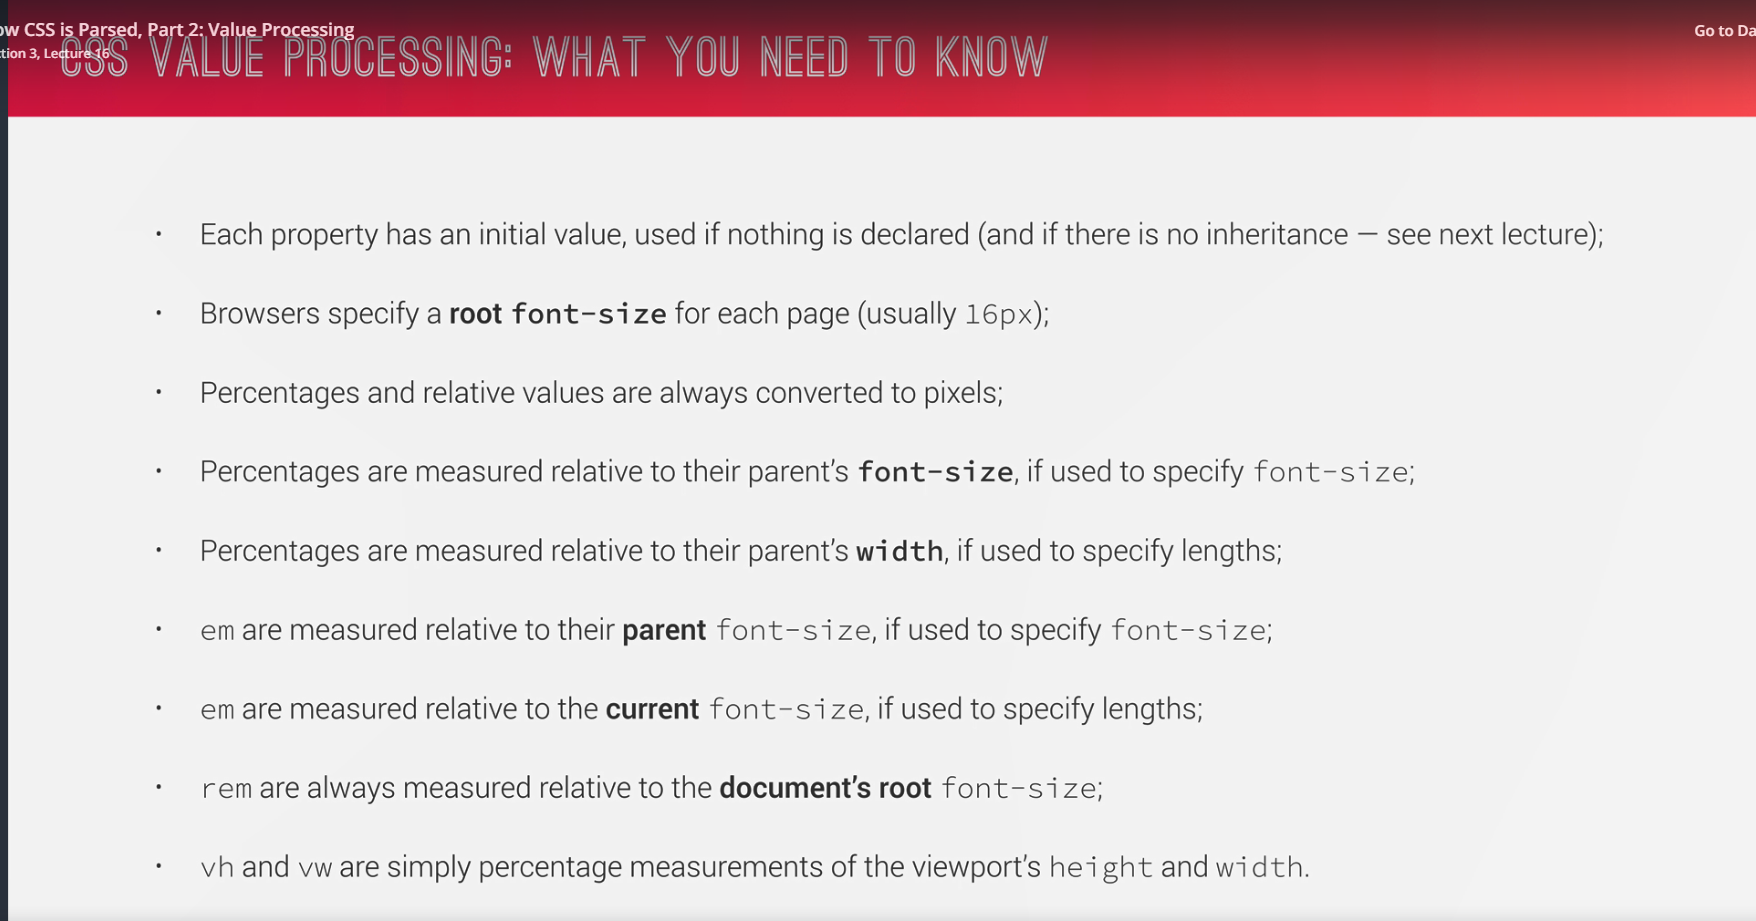 ow CSS is Parsed, Part 2: Value Processing
Go to Da
tion 3, Lecture 16
CSS VALUE PROCESSING: WHAT YOU NEED TO KNOW
• Each property has an initial value, used if nothing is declared (and if there is no inheritance — see next lecture);
• Browsers specify a root font-size for each page (usually 16px);
• Percentages and relative values are always converted to pixels;
• Percentages are measured relative to their parent’s font-size, if used to specify font-size;
• Percentages are measured relative to their parent’s width, if used to specify lengths;
• em are measured relative to their parent font-size, if used to specify font-size;
• em are measured relative to the current font-size, if used to specify lengths;
• rem are always measured relative to the document’s root font-size;
• vh and vw are simply percentage measurements of the viewport’s height and width.